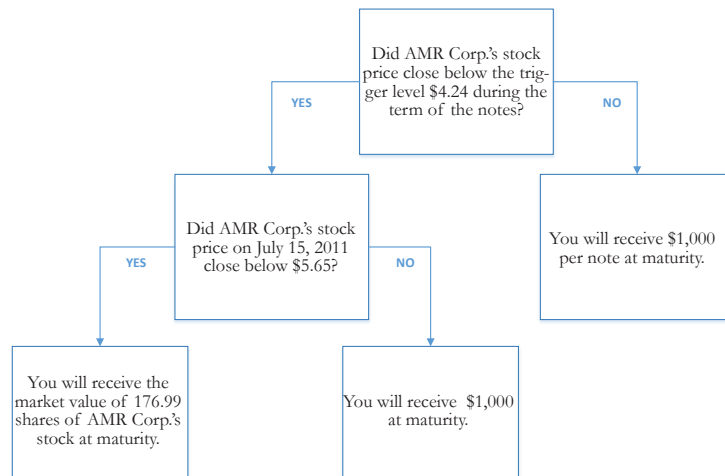 Did AMR Corp.'s stock
price close below the trig-
ger level $4.24 during the
term of the notes?
YES
NO
Did AMR Corp.'s stock
price on July 15, 2011
close below $5.65?
You will receive $1,000
per note at maturity.
YES
NO
You will receive the
market value of 176.99
shares of AMR Corp.'s
stock at maturity.
You will receive $1,000
at maturity.